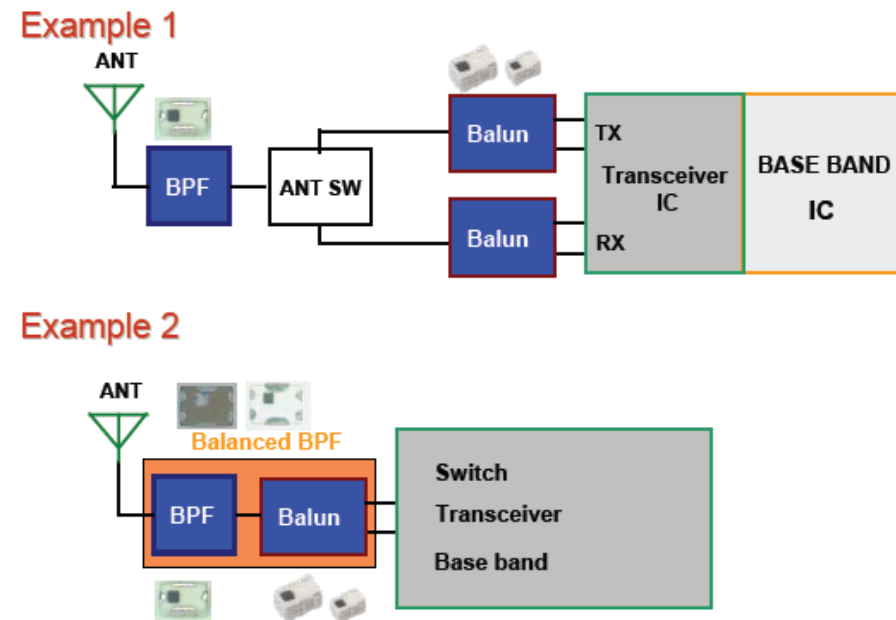 Example 1
ANT
BPF
ANT SW
Balun
Balun
TX
Transceiver
IC
RX
BASE BAND
IC
Example 2
ANT
Balanced BPF
BPF
Balun
Switch
Transceiver
Base band